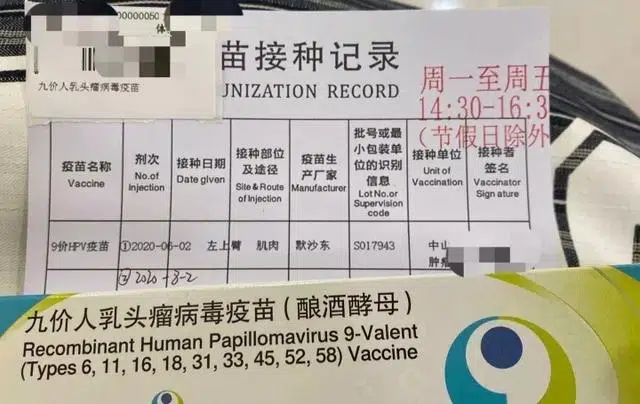 00000050
体
九价人乳头瘤病毒疫苗
苗接种记录
UNIZATION RECORD
周一至周五
14:30-16:3
(节假日除外
疫苗名称
Vaccine
剂次
No.of
Injection
接种日期
Date given
接种部位
及途径
Site & Route
of Injection
疫苗生
产厂家
Manufacturer
批号或最
小包装单
位的识别
信息
Lot No.or
Supervision
code
接种单位
Unit of
Vaccination
接种者
签名
Vaccinator
Signature
9价HPV疫苗 ①2020-06-02 左上臂 肌肉 默沙东 S017943 中山
肿瘤
②2020-8-2
九价人乳头瘤病毒疫苗(酿酒酵母)
Recombinant Human Papillomavirus 9-Valent
(Types 6, 11, 16, 18, 31, 33, 45, 52, 58) Vaccine